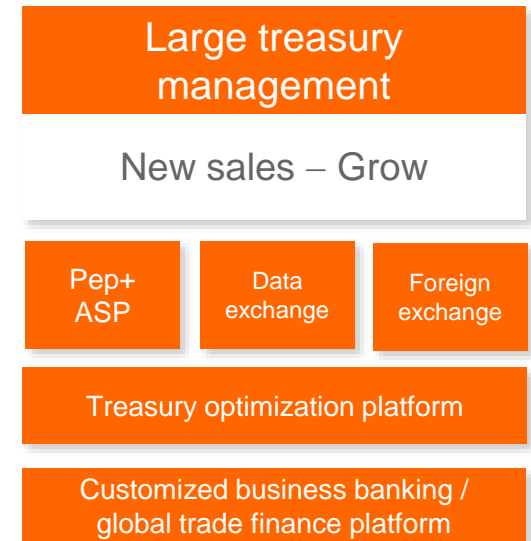 Large treasury
management
New sales – Grow
Pep+
ASP
Data
exchange
Foreign
exchange
Treasury optimization platform
Customized business banking /
global trade finance platform